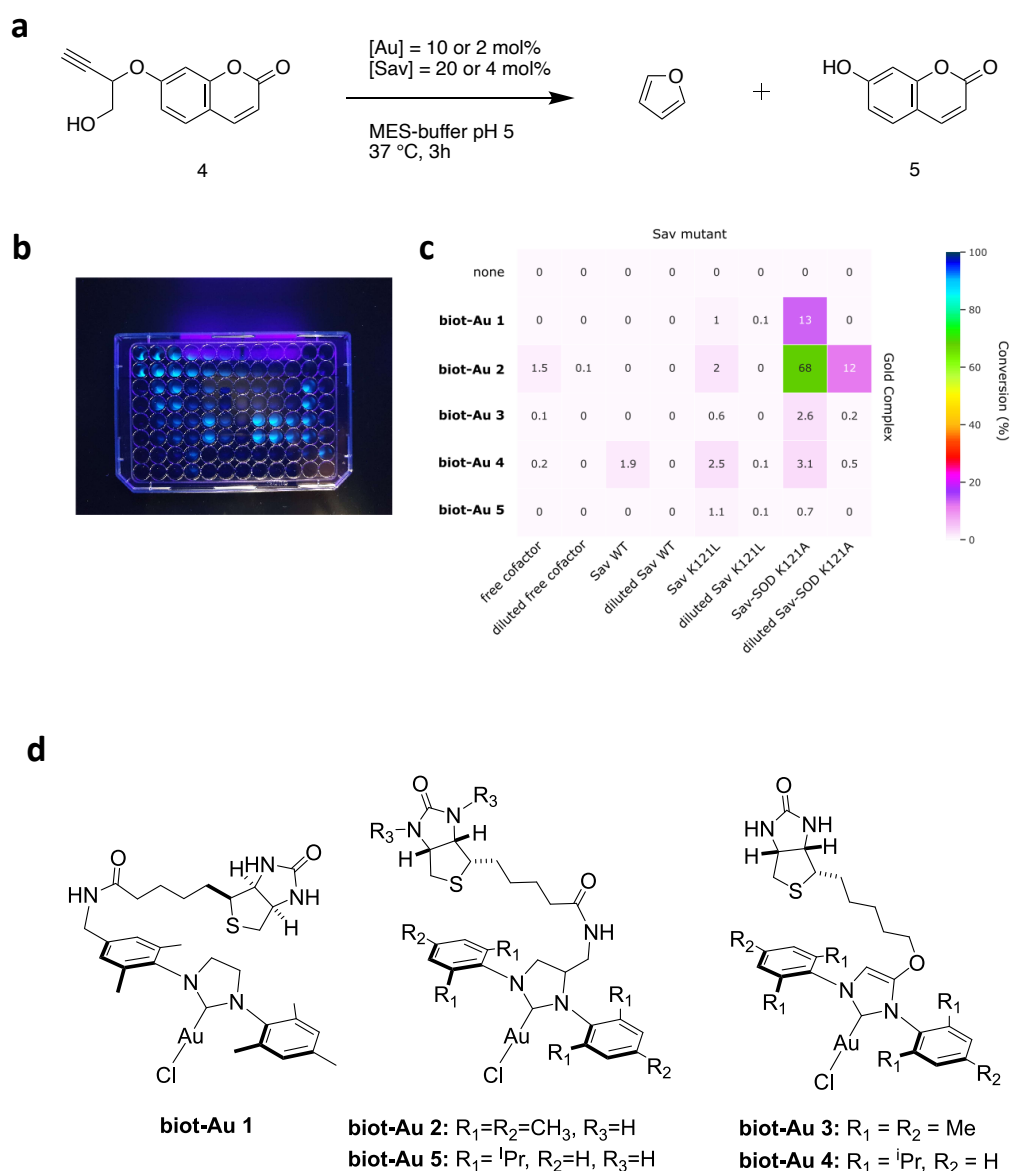 a
HO
O
O
O
4
[Au] = 10 or 2 mol%
[Sav] = 20 or 4 mol%
MES-buffer pH 5
37 °C, 3h
O
+
HO
O
O
5
b
c
Sav mutant
none 0 0 0 0 0 0 0 0
biot-Au 1 0 0 0 0 1 0.1 13 0
biot-Au 2 1.5 0.1 0 0 2 0 68 12
biot-Au 3 0.1 0 0 0 0.6 0 2.6 0.2
biot-Au 4 0.2 0 1.9 0 2.5 0.1 3.1 0.5
biot-Au 5 0 0 0 0 1.1 0.1 0.7 0
free cofactor
diluted free cofactor
Sav WT
diluted Sav WT
Sav K121L
diluted Sav K121L
Sav-SOD K121A
diluted Sav-SOD K121A
Gold Complex
100
80
60
40
20
0
Conversion (%)
d
O
HN
HN
O
NH
S
H
H
N
N
Au
Cl
biot-Au 1
O
R3
N
R3
N
H
H
S
O
NH
R2
R1
R1
N
N
R1
Au
R1
Cl
R2
biot-Au 2: R1=R2=CH3, R3=H
biot-Au 5: R1= IPr, R2=H, R3=H
O
HN
NH
H
H
S
O
R2
R1
R1
N
N
R1
Au
R1
Cl
R2
biot-Au 3: R1 = R2 = Me
biot-Au 4: R1 = iPr, R2 = H